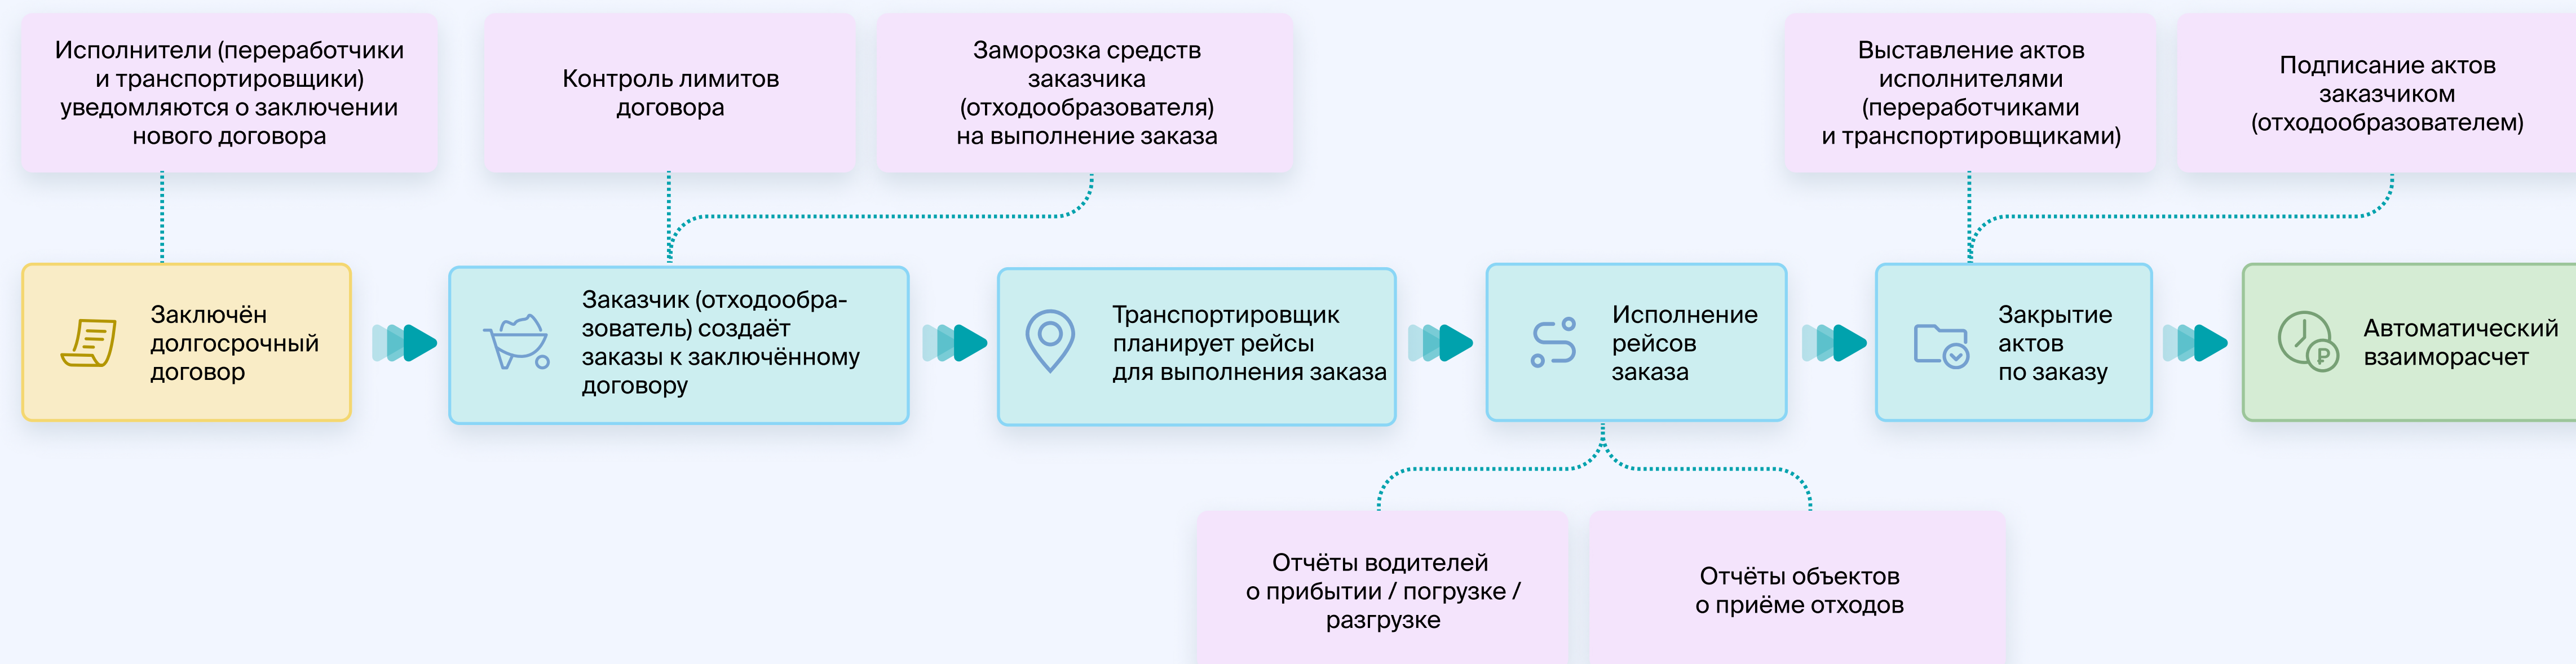 Исполнители (переработчики
и транспортировщики)
уведомляются о заключении
нового договора
Контроль лимитов
договора
Заморозка средств
заказчика
(отходообразователя)
на выполнение заказа
Выставление актов
исполнителями
(переработчиками
и транспортировщиками)
Подписание актов
заказчиком
(отходообразователем)
Заключён
долгосрочный
договор
Заказчик (отходообра-
зователь) создаёт
заказы к заключённому
договору
Транспортировщик
планирует рейсы
для выполнения заказа
Исполнение
рейсов
заказа
Закрытие
актов
по заказу
₽
Автоматический
взаиморасчет
Отчёты водителей
о прибытии / погрузке /
разгрузке
Отчёты объектов
о приёме отходов